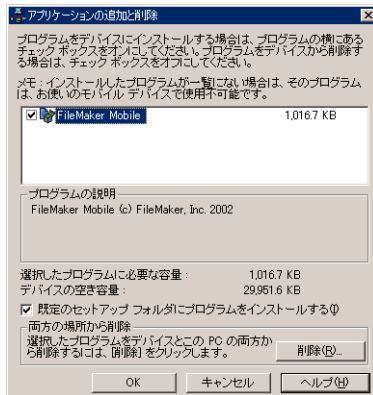 アプリケーションの追加と削除
プログラムをデバイスにインストールする場合は、プログラムの横にある
チェック ボックスをオンにしてください。プログラムをデバイスから削除す
る場合は、チェック ボックスをオフにしてください。
メモ : インストールしたプログラムが一覧にない場合は、そのプログラム
は、お使いのモバイル デバイスで使用不可能です。
FileMaker Mobile 1,016.7 KB
プログラムの説明
FileMaker Mobile (c) FileMaker, Inc. 2002
選択したプログラムに必要な容量 : 1,016.7 KB
デバイスの空き容量 : 29,951.6 KB
既定のセットアップ フォルダにプログラムをインストールする(I)
両方の場所から削除
選択したプログラムをデバイスとこの PC の両方か
ら削除するには、[削除] をクリックします。
削除(R)...
OK キャンセル ヘルプ(H)